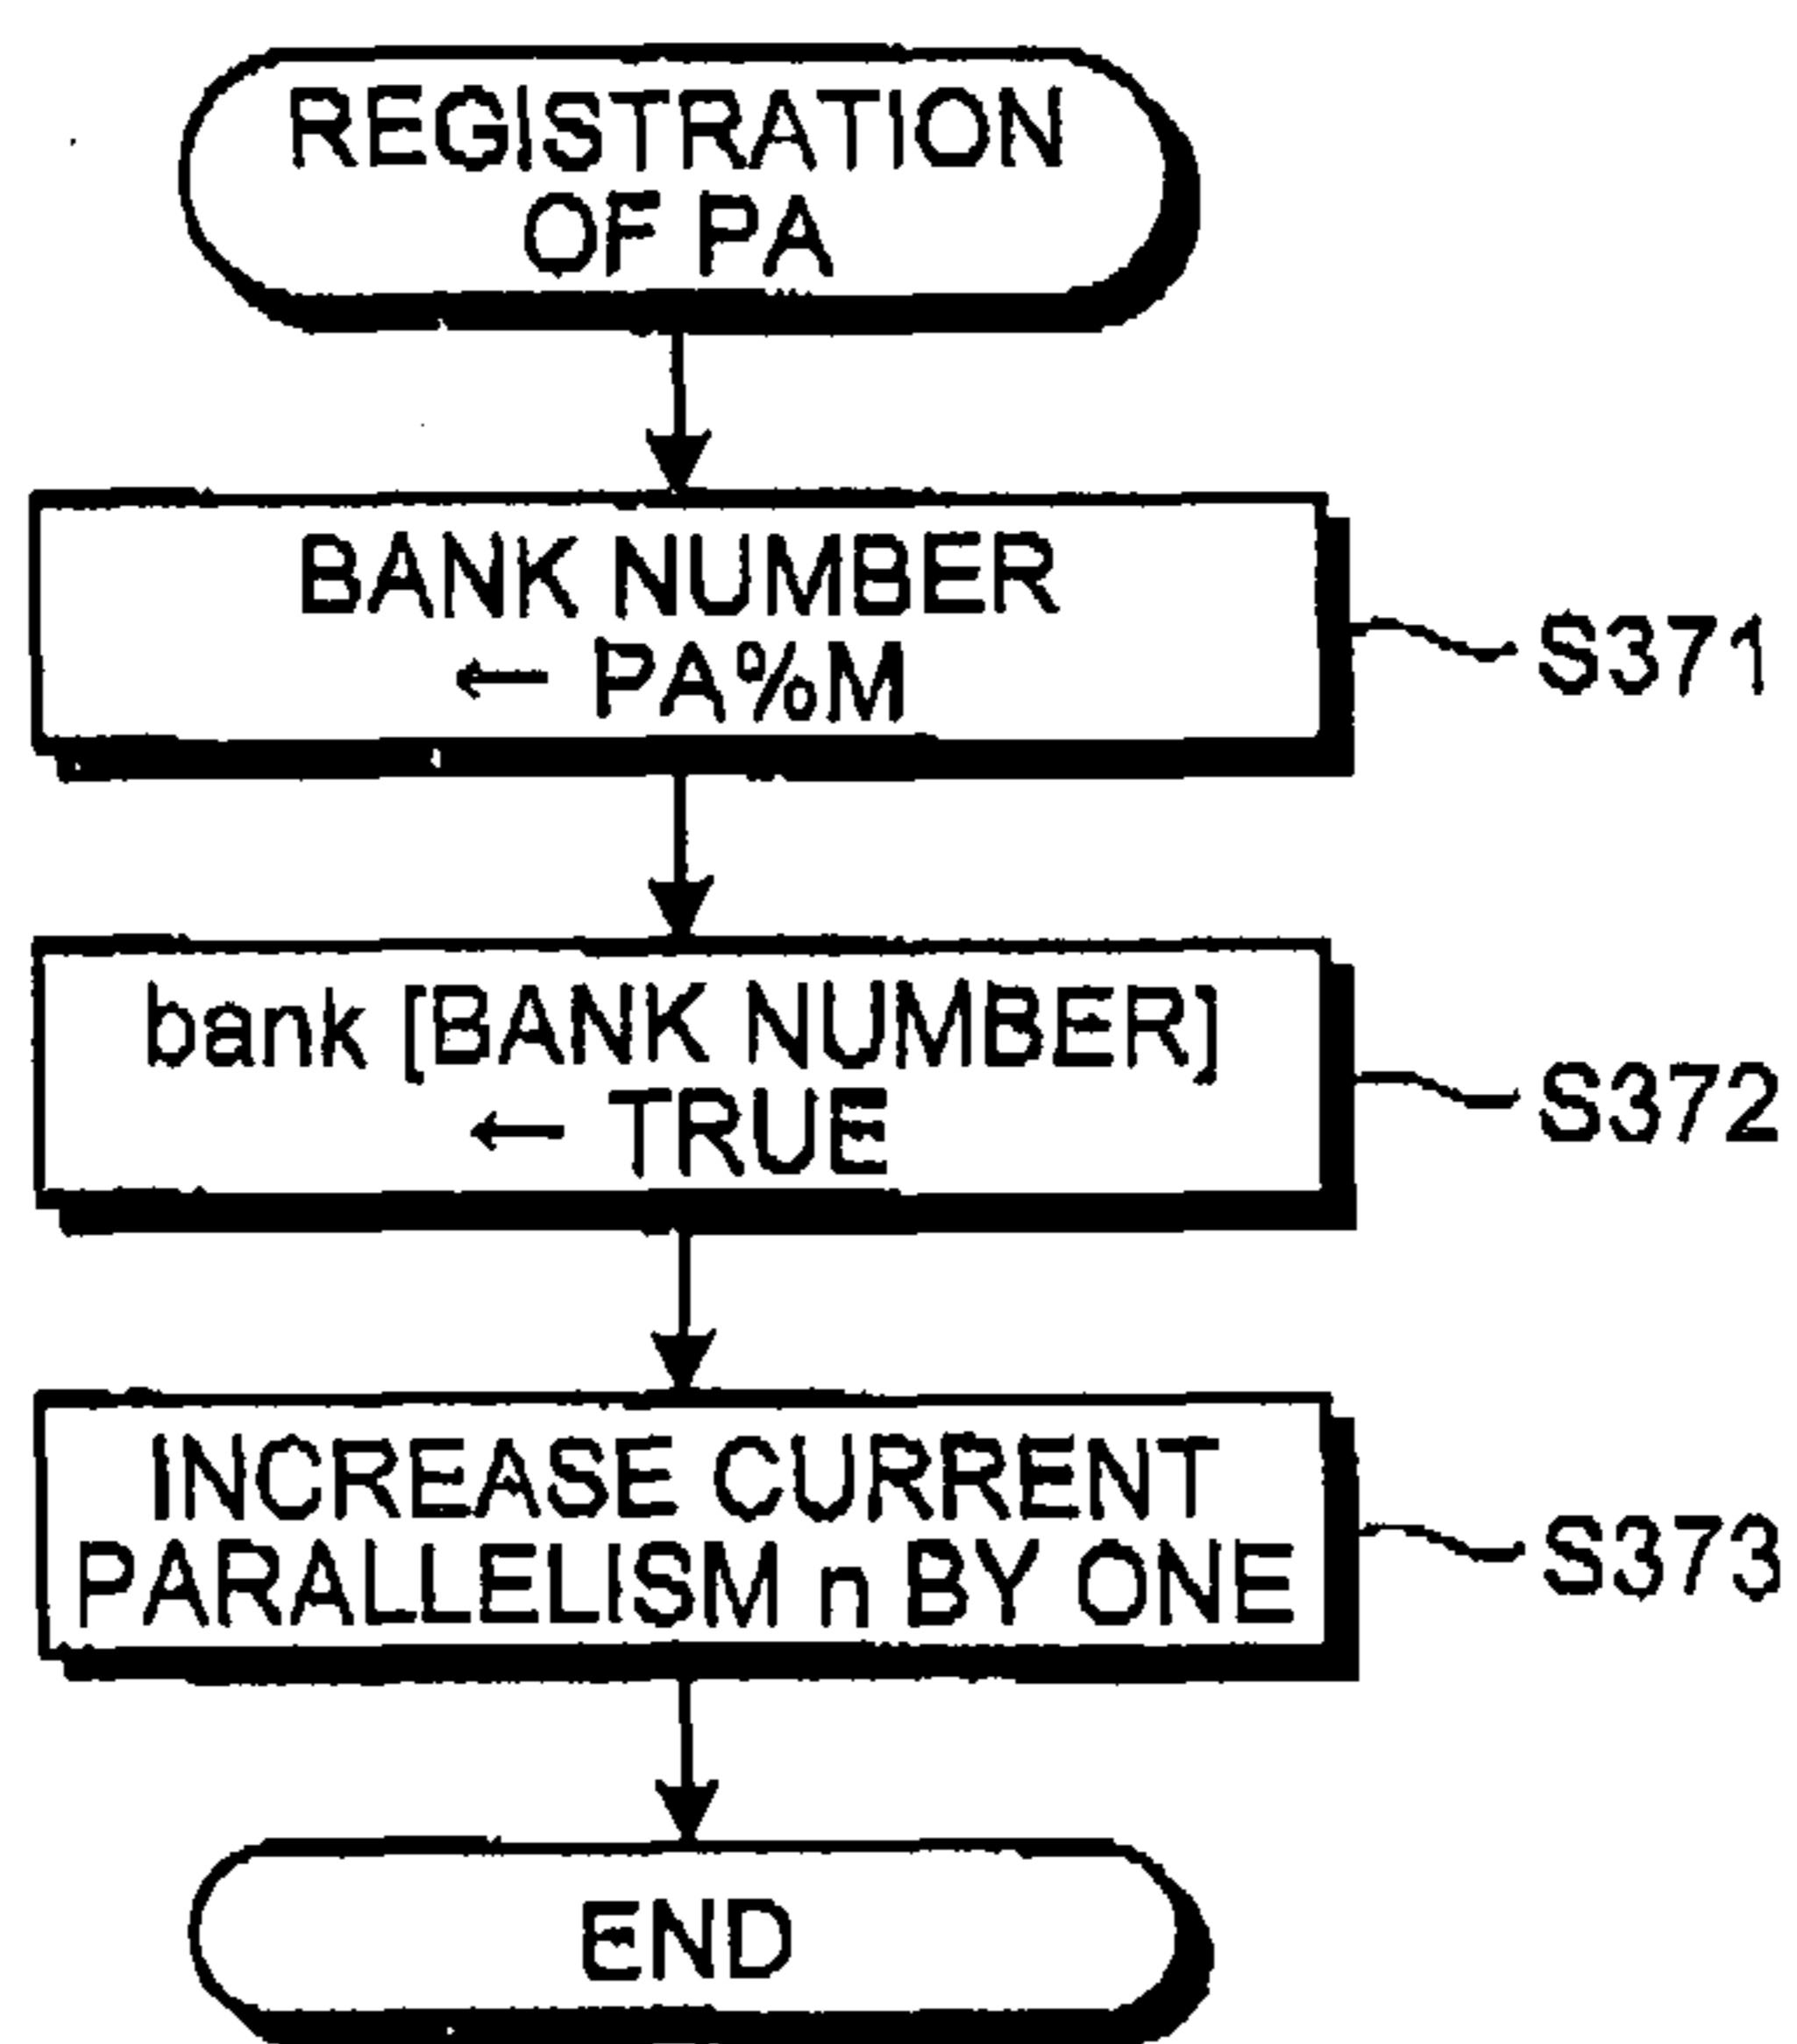 REGISTRATION
OF PA
BANK NUMBER
← PA%M
S371
bank [BANK NUMBER]
← TRUE
S372
INCREASE CURRENT
PARALLELISM n BY ONE
S373
END